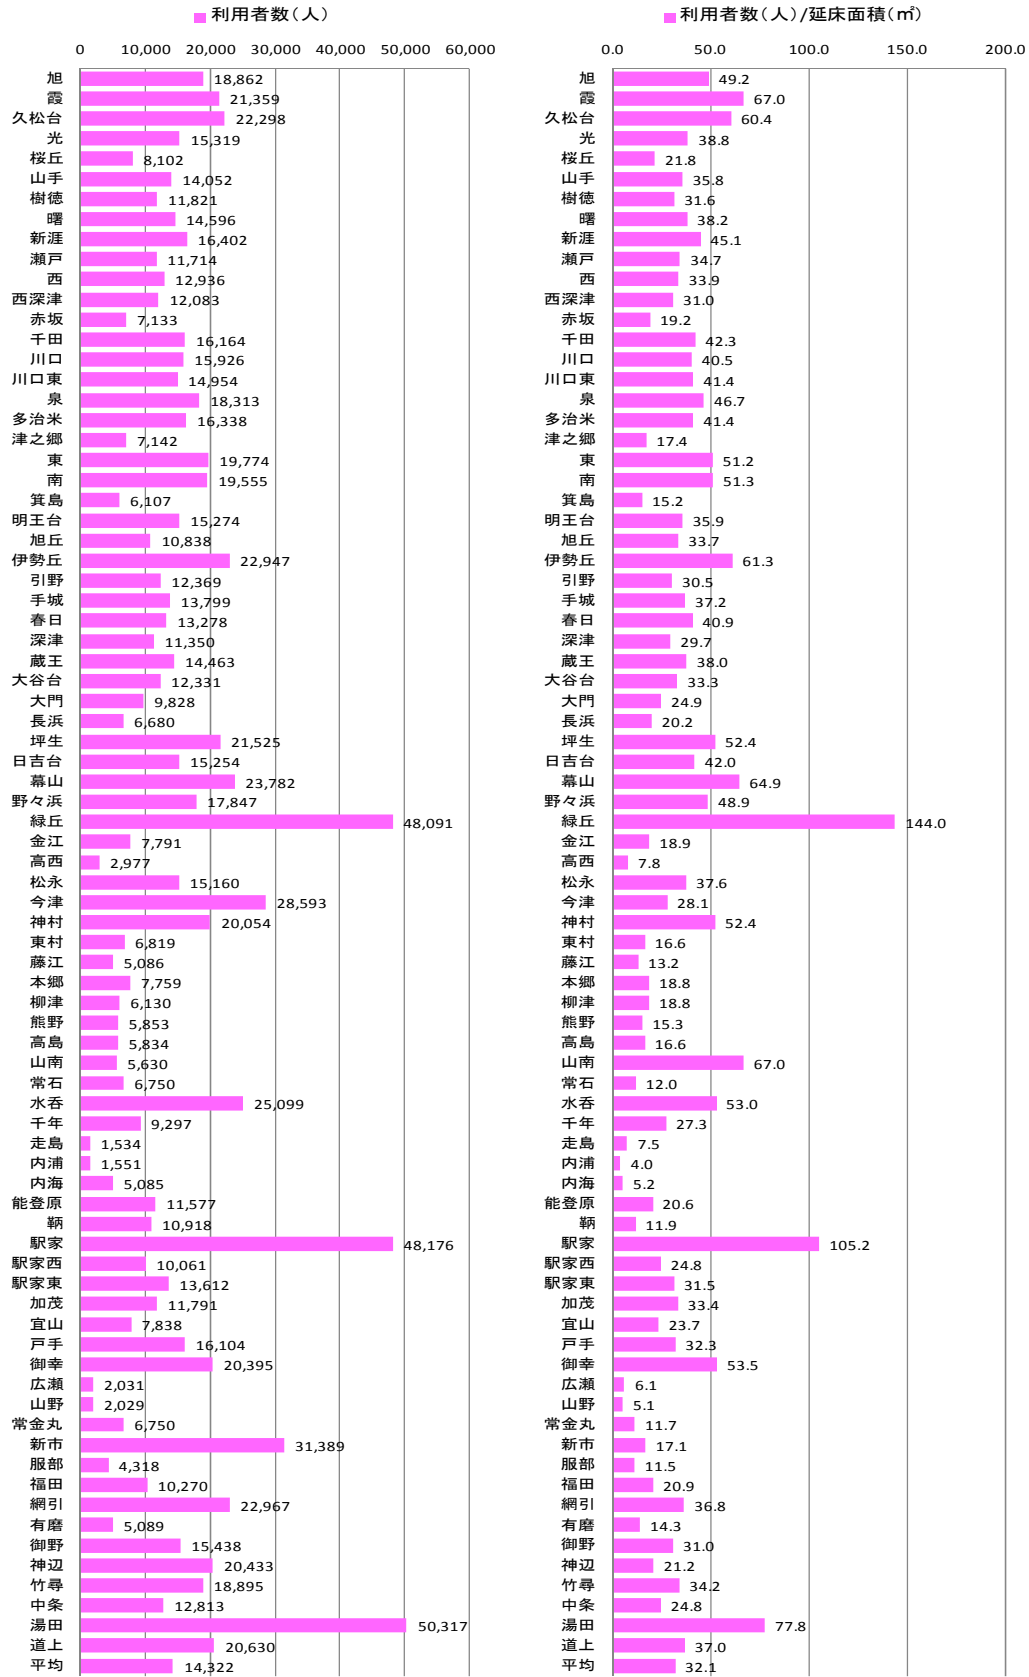 利用者数(人)
0 10,000 20,000 30,000 40,000 50,000 60,000
旭 18,862
霞 21,359
久松台 22,298
光 15,319
桜丘 8,102
山手 14,052
樹徳 11,821
曙 14,596
新涯 16,402
瀬戸 11,714
西 12,936
西深津 12,083
赤坂 7,133
千田 16,164
川口 15,926
川口東 14,954
泉 18,313
多治米 16,338
津之郷 7,142
東 19,774
南 19,555
箕島 6,107
明王台 15,274
旭丘 10,838
伊勢丘 22,947
引野 12,369
手城 13,799
春日 13,278
深津 11,350
蔵王 14,463
大谷台 12,331
大門 9,828
長浜 6,680
坪生 21,525
日吉台 15,254
幕山 23,782
野々浜 17,847
緑丘 48,091
金江 7,791
高西 2,977
松永 15,160
今津 28,593
神村 20,054
東村 6,819
藤江 5,086
本郷 7,759
柳津 6,130
熊野 5,853
高島 5,834
山南 5,630
常石 6,750
水呑 25,099
千年 9,297
走島 1,534
内浦 1,551
内海 5,085
能登原 11,577
鞆 10,918
駅家 48,176
駅家西 10,061
駅家東 13,612
加茂 11,791
宜山 7,838
戸手 16,104
御幸 20,395
広瀬 2,031
山野 2,029
常金丸 6,750
新市 31,389
服部 4,318
福田 10,270
網引 22,967
有磨 5,089
御野 15,438
神辺 20,433
竹尋 18,895
中条 12,813
湯田 50,317
道上 20,630
平均 14,322
利用者数(人)/延床面積(㎡)
0.0 50.0 100.0 150.0 200.0
旭 49.2
霞 67.0
久松台 60.4
光 38.8
桜丘 21.8
山手 35.8
樹徳 31.6
曙 38.2
新涯 45.1
瀬戸 34.7
西 33.9
西深津 31.0
赤坂 19.2
千田 42.3
川口 40.5
川口東 41.4
泉 46.7
多治米 41.4
津之郷 17.4
東 51.2
南 51.3
箕島 15.2
明王台 35.9
旭丘 33.7
伊勢丘 61.3
引野 30.5
手城 37.2
春日 40.9
深津 29.7
蔵王 38.0
大谷台 33.3
大門 24.9
長浜 20.2
坪生 52.4
日吉台 42.0
幕山 64.9
野々浜 48.9
緑丘 144.0
金江 18.9
高西 7.8
松永 37.6
今津 28.1
神村 52.4
東村 16.6
藤江 13.2
本郷 18.8
柳津 18.8
熊野 15.3
高島 16.6
山南 67.0
常石 12.0
水呑 53.0
千年 27.3
走島 7.5
内浦 4.0
内海 5.2
能登原 20.6
鞆 11.9
駅家 105.2
駅家西 24.8
駅家東 31.5
加茂 33.4
宜山 23.7
戸手 32.3
御幸 53.5
広瀬 6.1
山野 5.1
常金丸 11.7
新市 17.1
服部 11.5
福田 20.9
網引 36.8
有磨 14.3
御野 31.0
神辺 21.2
竹尋 34.2
中条 24.8
湯田 77.8
道上 37.0
平均 32.1